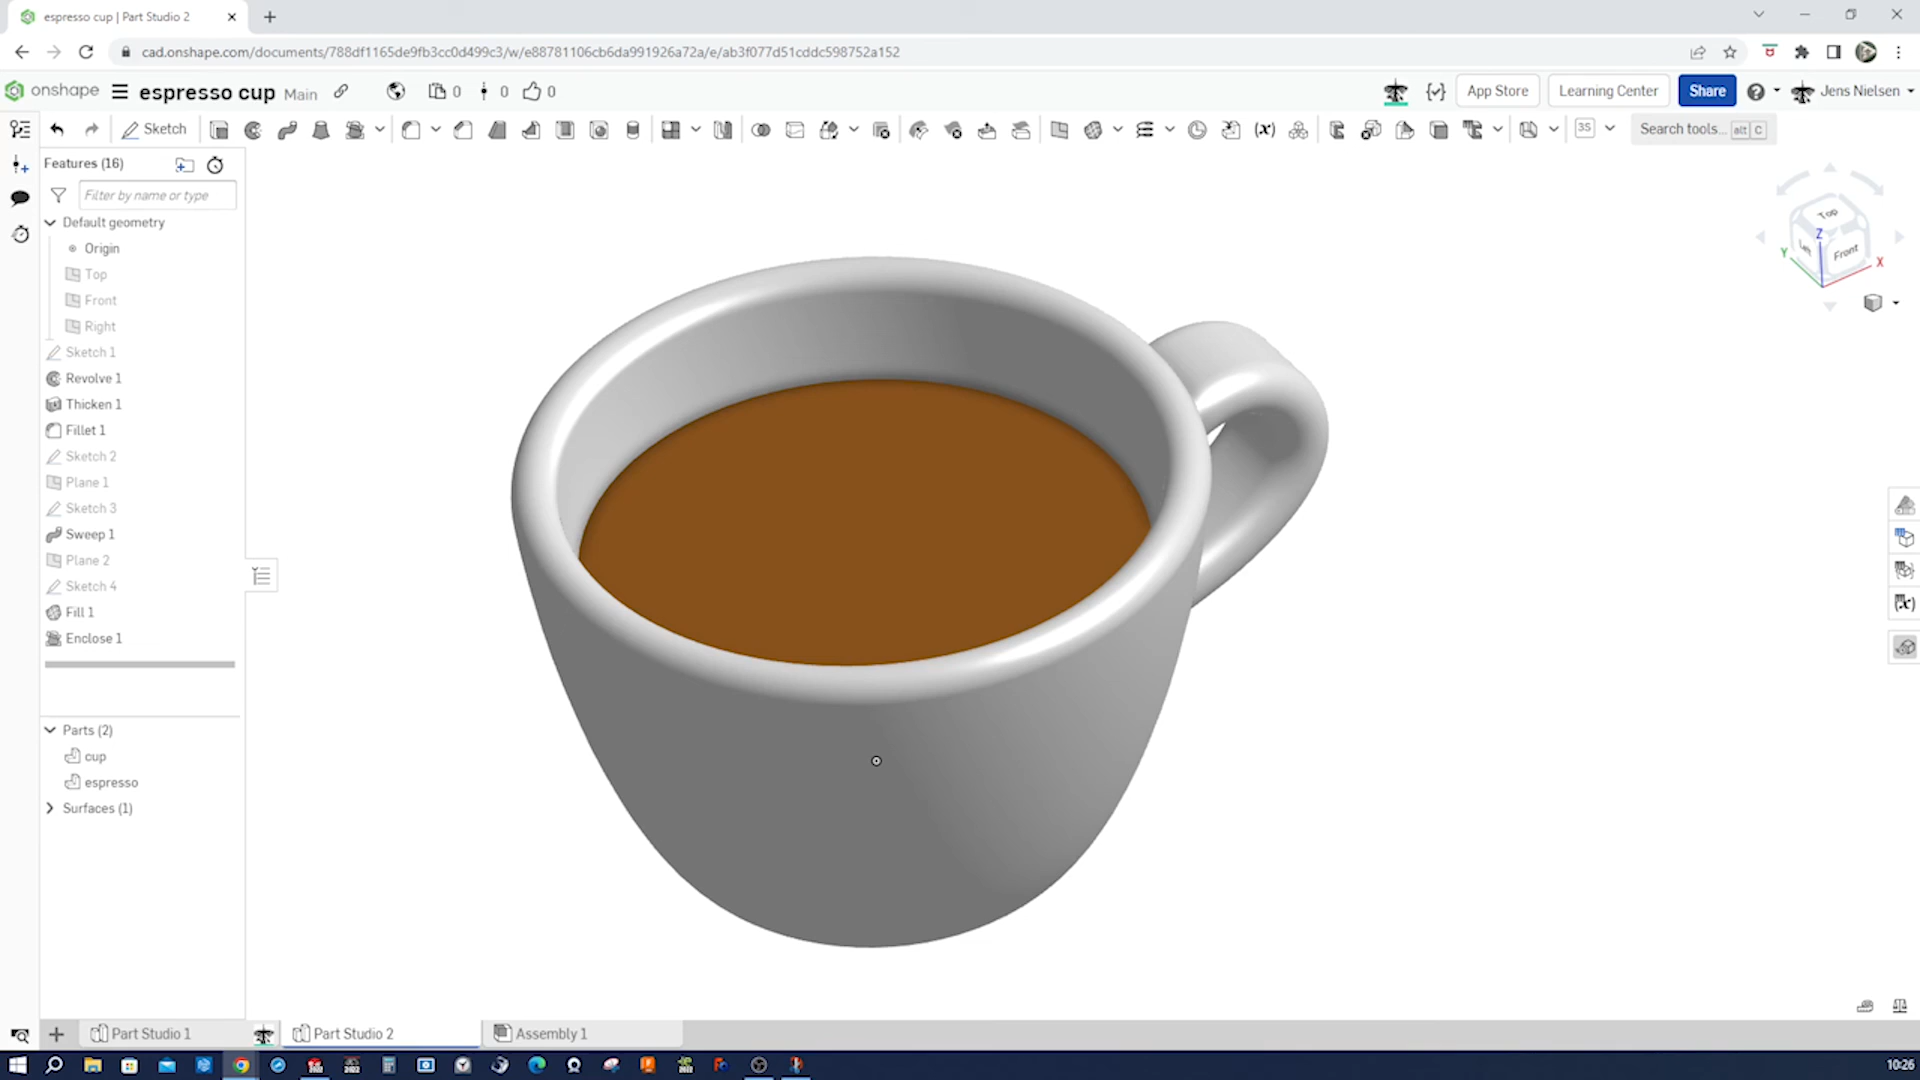 espresso cup | Part Studio 2
cad.onshape.com/documents/788df1165de9fb3cc0d499c3/w/e88781106cb6da991926a72a/e/ab3f077d51cddc598752a152
onshape espresso cup Main 0 0 0 App Store Learning Center Share Jens Nielsen
Sketch (x) 3S Search tools... alt C
Features (16)
Filter by name or type
Default geometry
Origin
Top
Front
Right
Sketch 1
Revolve 1
Thicken 1
Fillet 1
Sketch 2
Plane 1
Sketch 3
Sweep 1
Plane 2
Sketch 4
Fill 1
Enclose 1
Parts (2)
cup
espresso
Surfaces (1)
Top
Z
Left Front
Y X
(x)
Part Studio 1 Part Studio 2 Assembly 1
10:26